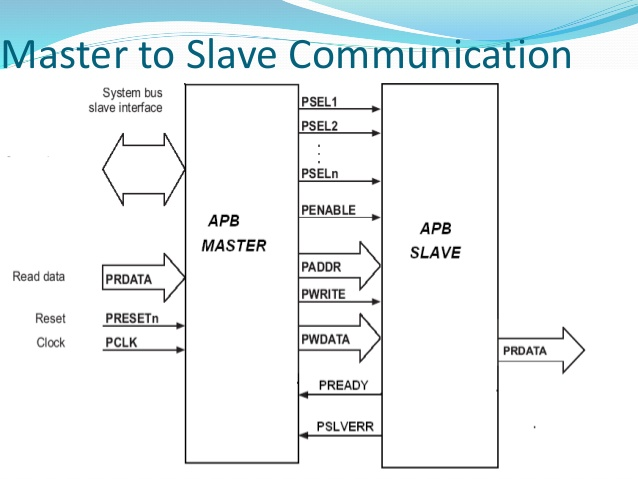 Master to Slave Communication
System bus
slave interface
PSEL1
PSEL2
PSELn
PENABLE
APB
MASTER
APB
SLAVE
PADDR
Read data
PRDATA
PWRITE
Reset
PRESETn
Clock
PCLK
PWDATA
PRDATA
PREADY
PSLVERR